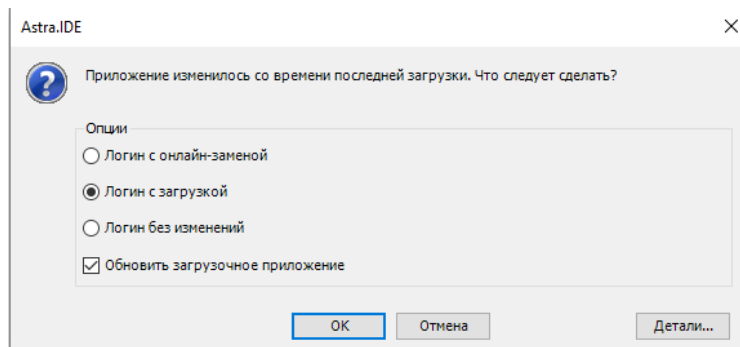 Astra.IDE
Приложение изменилось со времени последней загрузки. Что следует сделать?
Опции
Логин с онлайн-заменой
Логин с загрузкой
Логин без изменений
Обновить загрузочное приложение
ОК
Отмена
Детали...